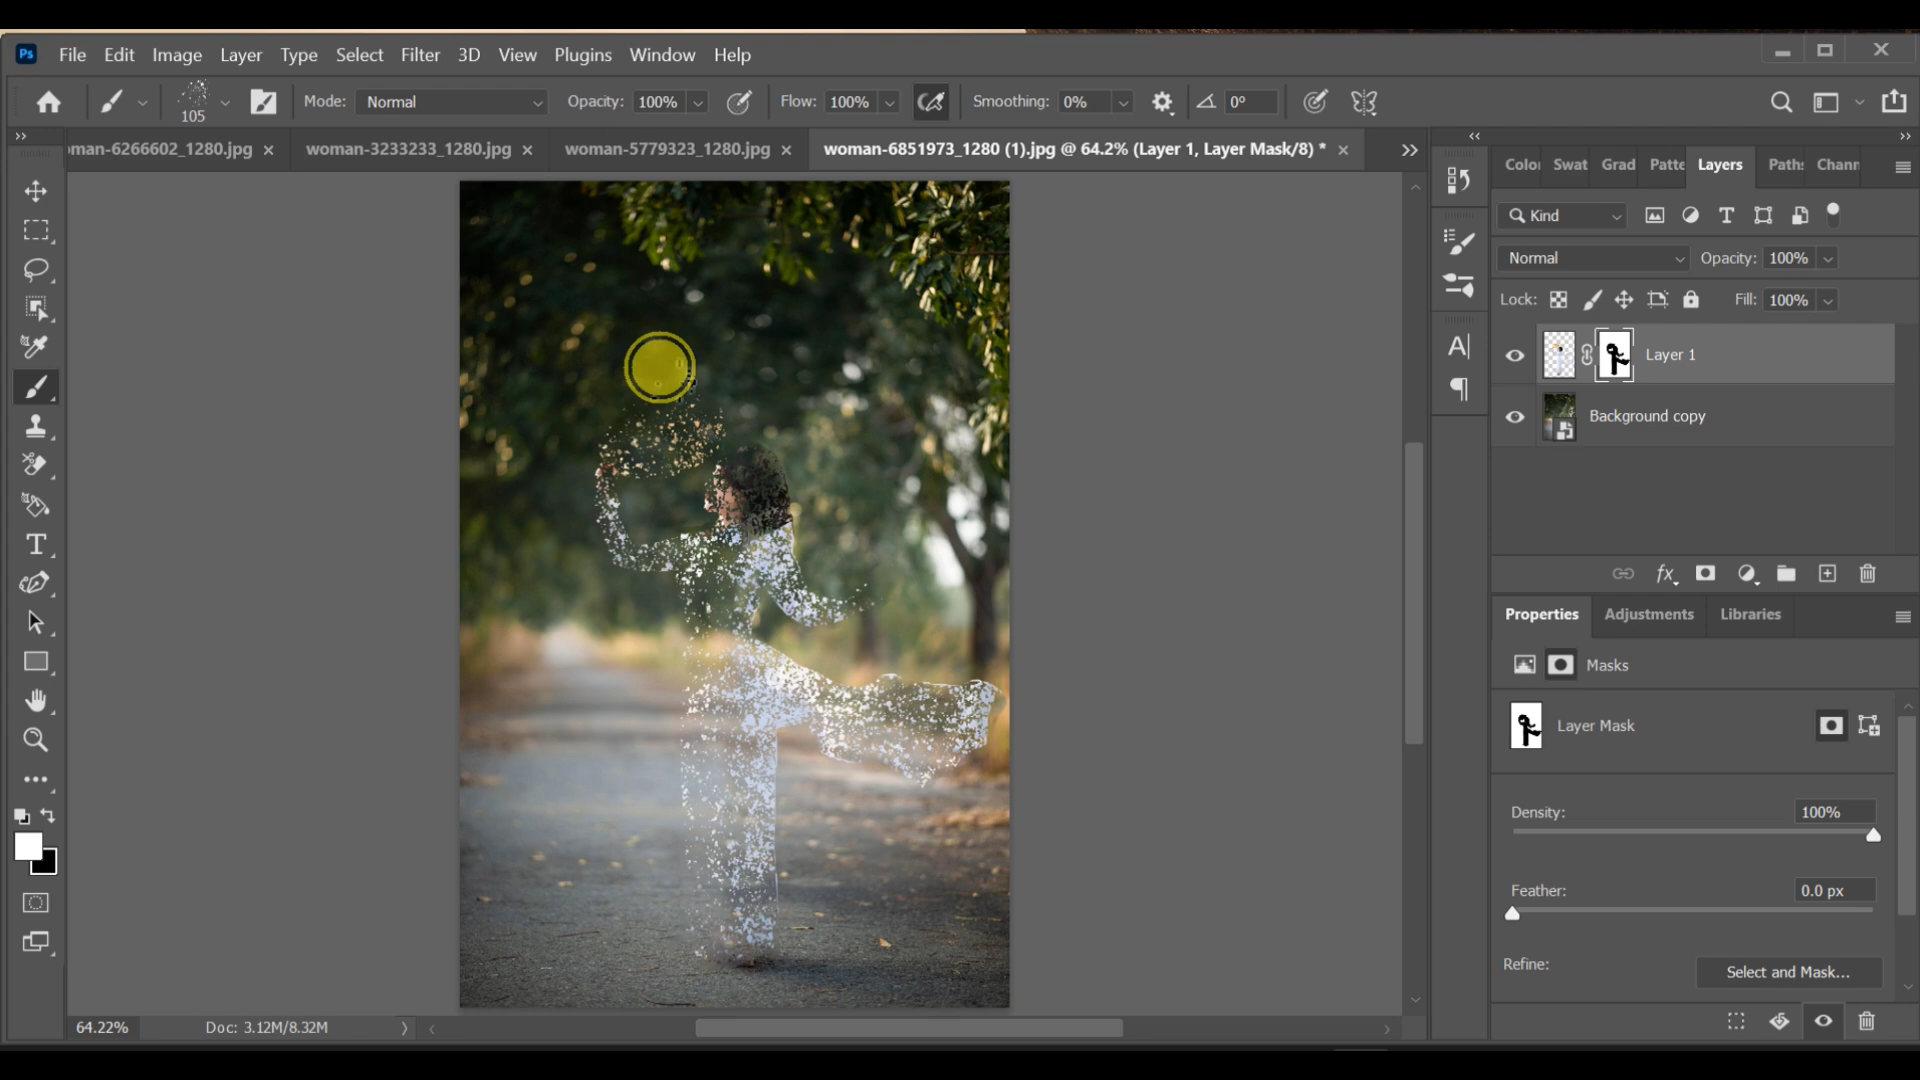 Ps File Edit Image Layer Type Select Filter 3D View Plugins Window Help
105 Mode: Normal Opacity: 100% Flow: 100% Smoothing: 0% 0°
man-6266602_1280.jpg woman-3233233_1280.jpg woman-5779323_1280.jpg woman-6851973_1280 (1).jpg @ 64.2% (Layer 1, Layer Mask/8) *
Color Swat Grad Patte Layers Paths Chann
Kind
Normal Opacity: 100%
Lock: Fill: 100%
Layer 1
Background copy
fx
Properties Adjustments Libraries
Masks
Layer Mask
Density: 100%
Feather: 0.0 px
Refine: Select and Mask...
64.22% Doc: 3.12M/8.32M